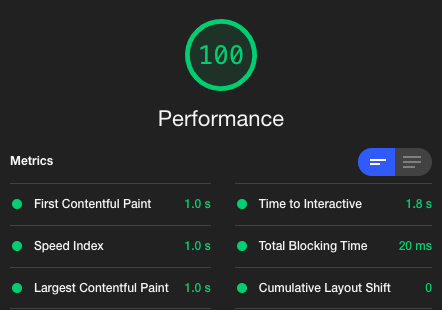 100
Performance
Metrics
First Contentful Paint 1.0 s
Time to Interactive 1.8 s
Speed Index 1.0 s
Total Blocking Time 20 ms
Largest Contentful Paint 1.0 s
Cumulative Layout Shift 0